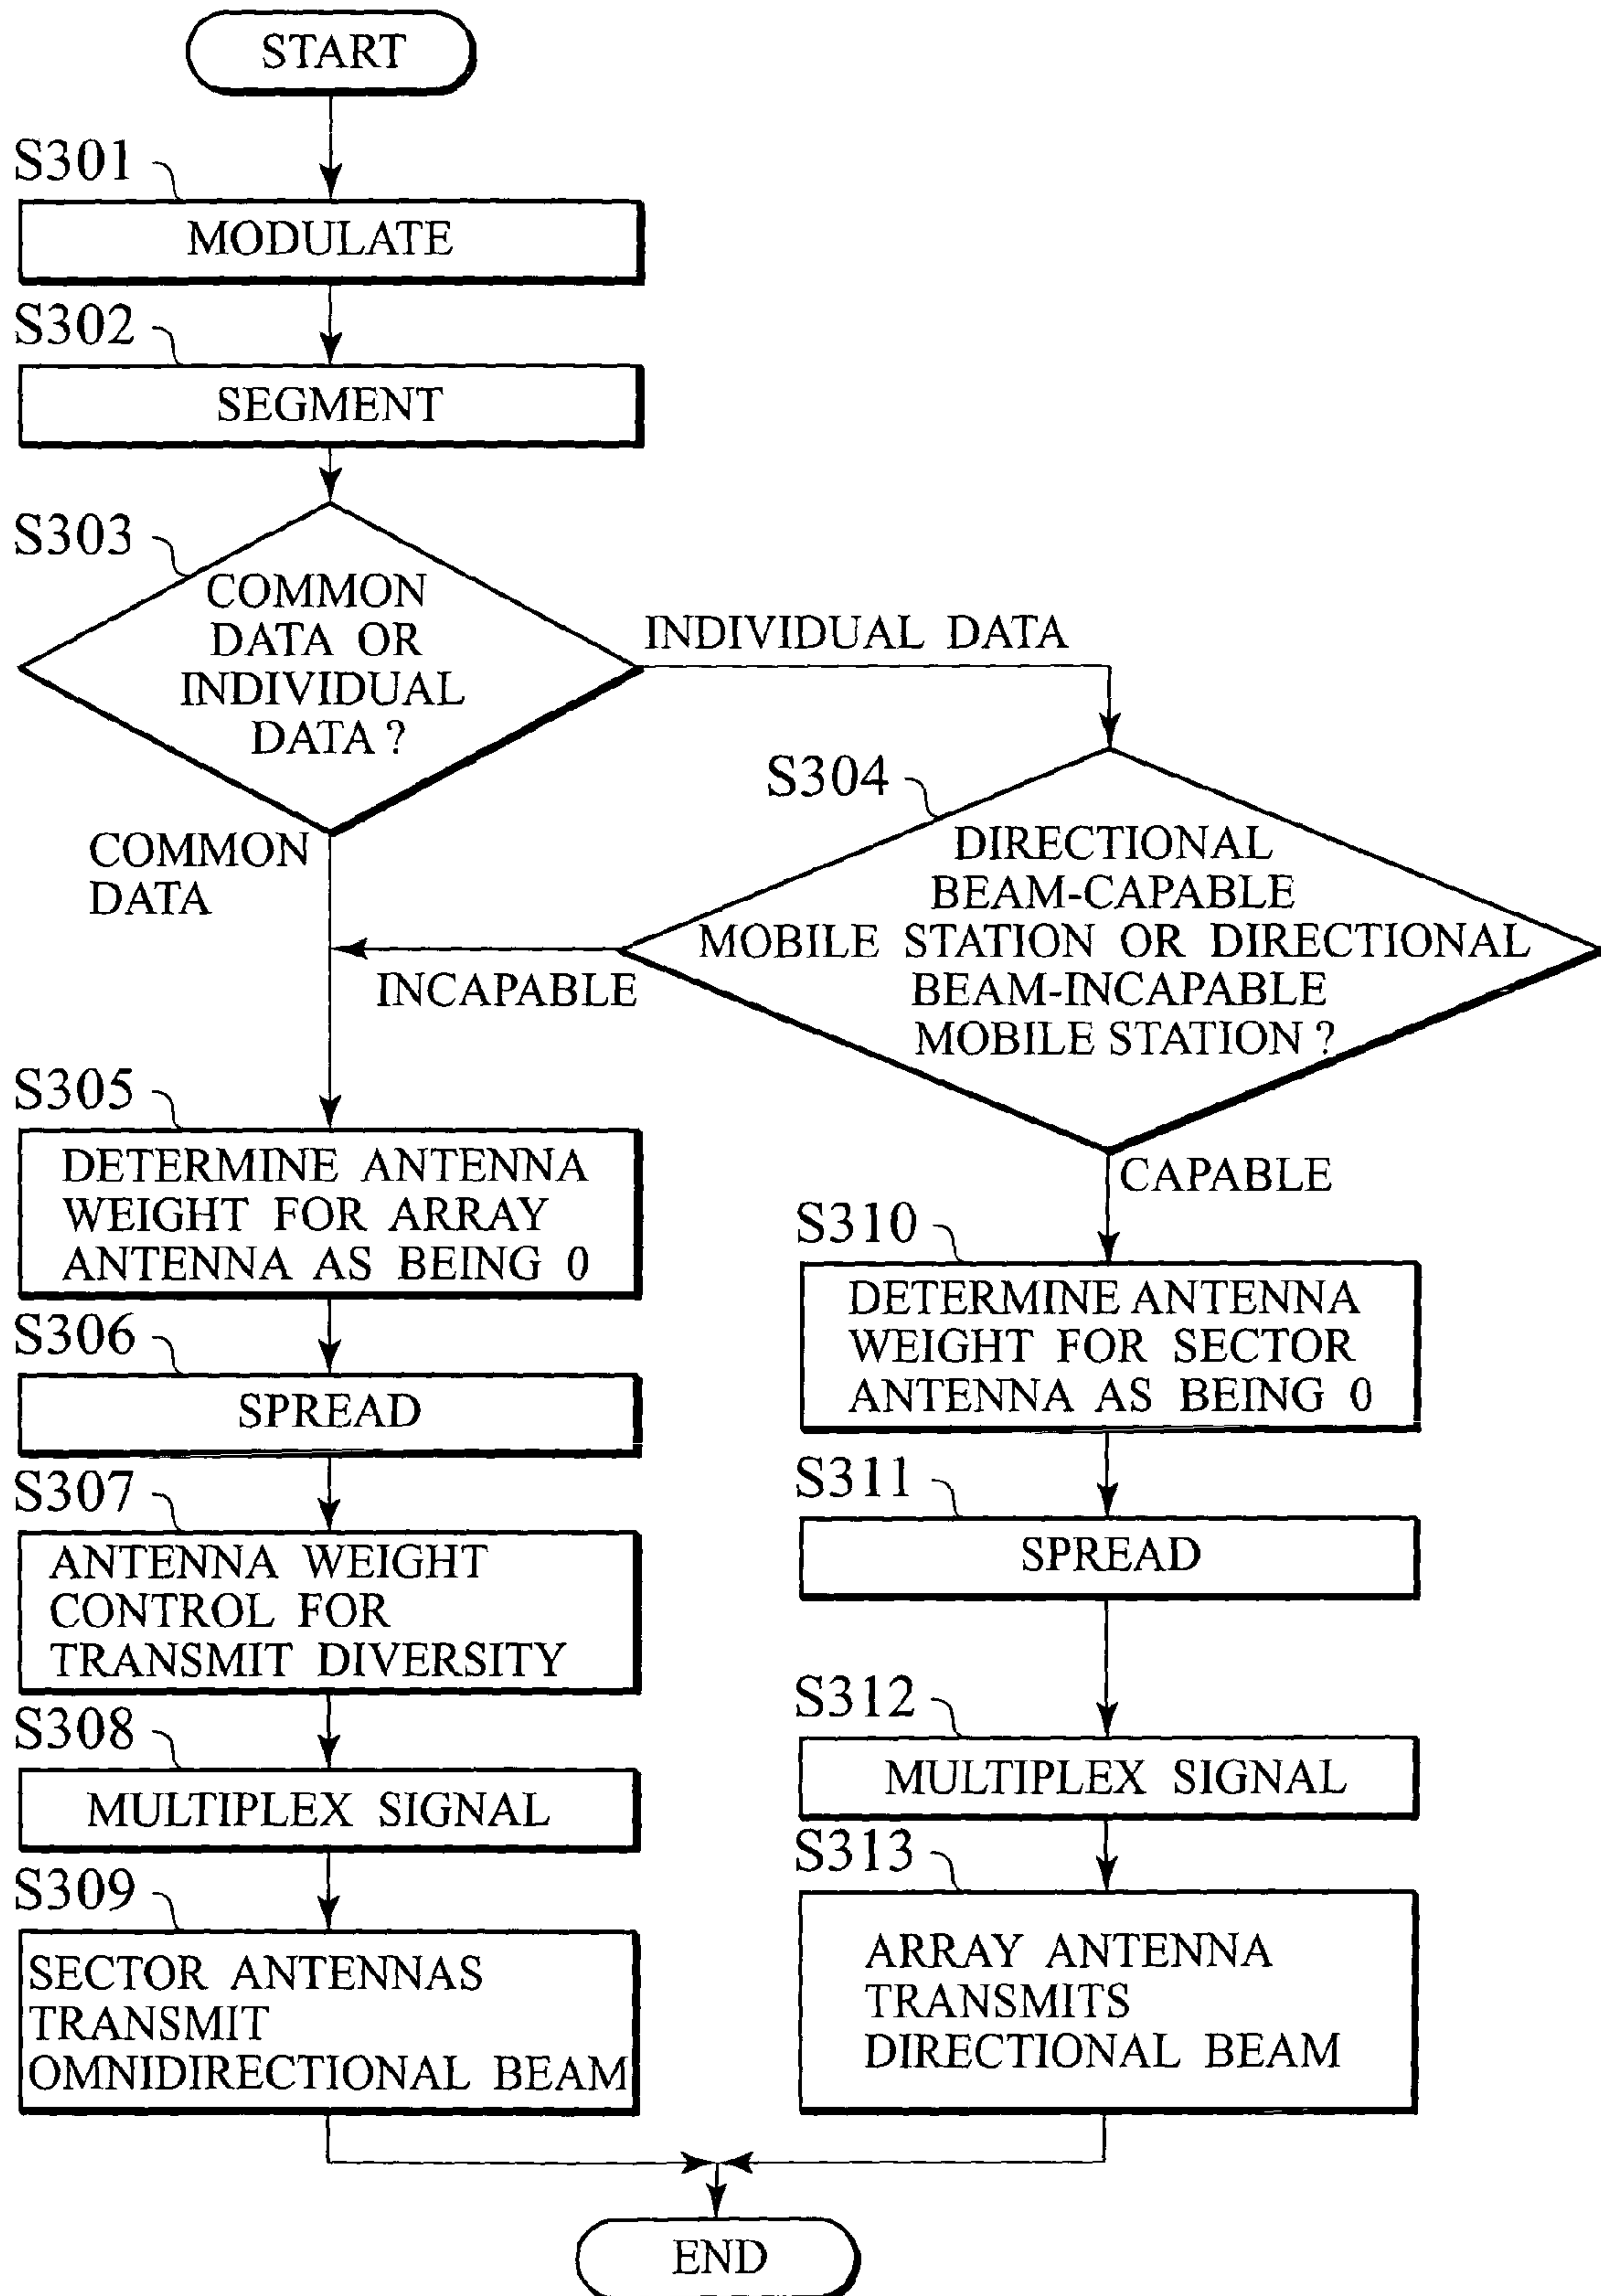 START
S301
MODULATE
S302
SEGMENT
S303
COMMON
DATA OR
INDIVIDUAL
DATA ?
INDIVIDUAL DATA
COMMON
DATA
S304
DIRECTIONAL
BEAM-CAPABLE
MOBILE STATION OR DIRECTIONAL
BEAM-INCAPABLE
MOBILE STATION ?
INCAPABLE
CAPABLE
S305
DETERMINE ANTENNA
WEIGHT FOR ARRAY
ANTENNA AS BEING 0
S306
SPREAD
S307
ANTENNA WEIGHT
CONTROL FOR
TRANSMIT DIVERSITY
S308
MULTIPLEX SIGNAL
S309
SECTOR ANTENNAS
TRANSMIT
OMNIDIRECTIONAL BEAM
S310
DETERMINE ANTENNA
WEIGHT FOR SECTOR
ANTENNA AS BEING 0
S311
SPREAD
S312
MULTIPLEX SIGNAL
S313
ARRAY ANTENNA
TRANSMITS
DIRECTIONAL BEAM
END